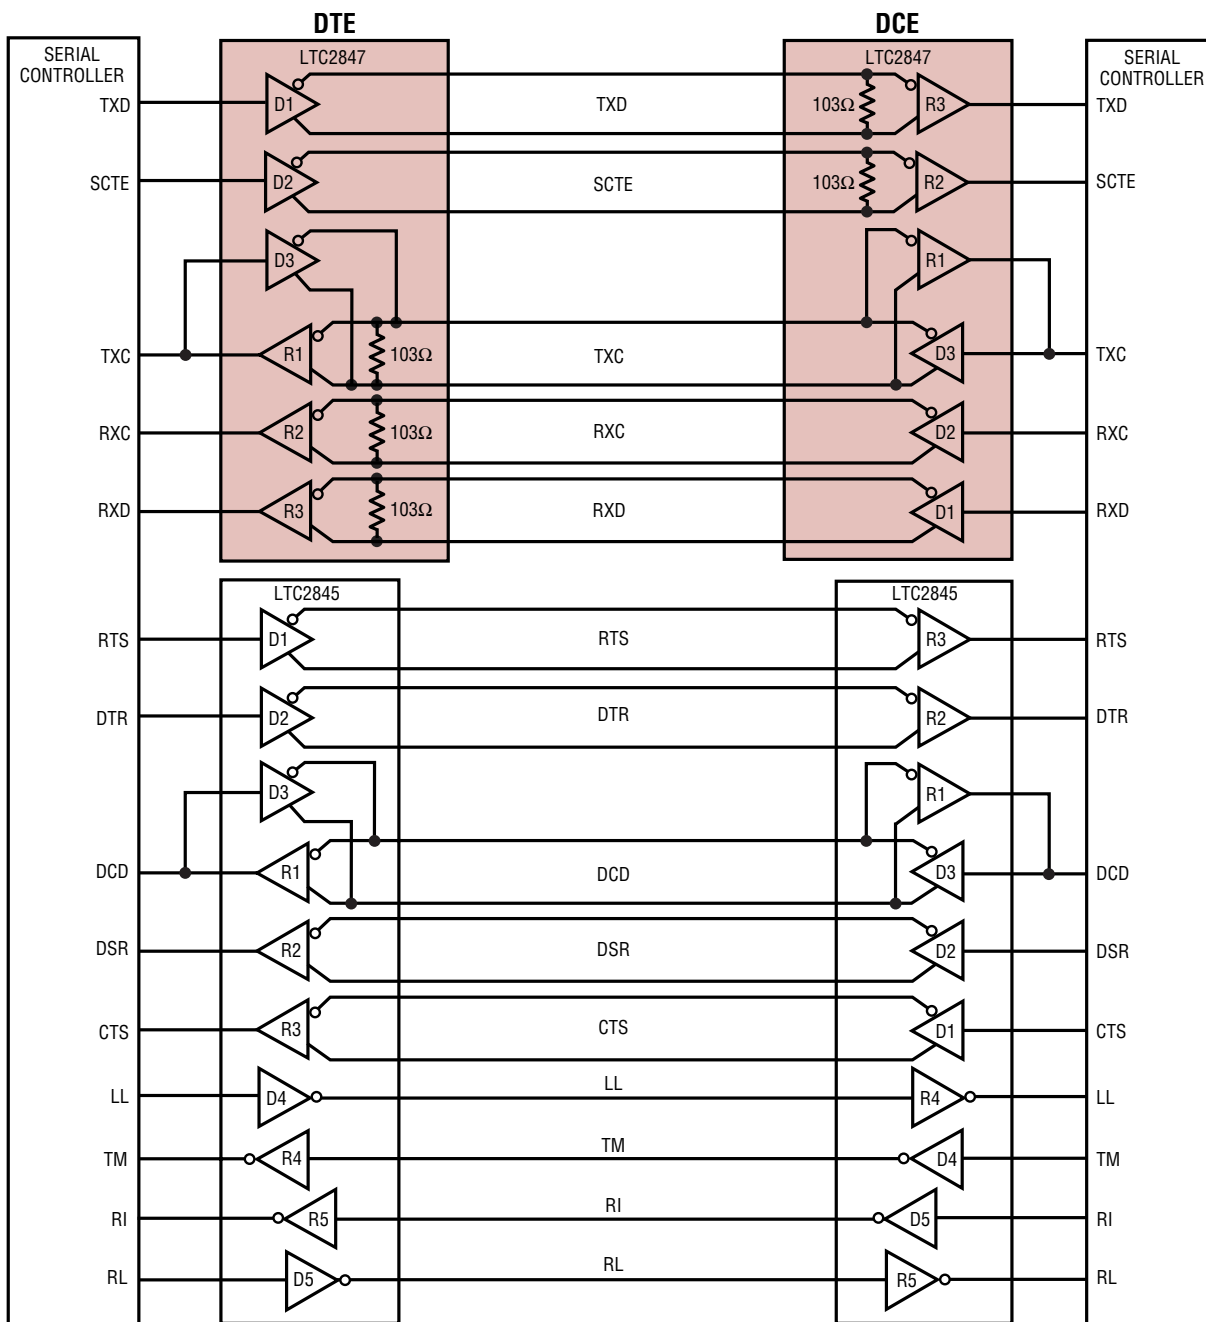 DTE
DCE
SERIAL
CONTROLLER
LTC2847
LTC2847
SERIAL
CONTROLLER
TXD
D1
TXD
103Ω
R3
TXD
SCTE
D2
SCTE
103Ω
R2
SCTE
D3
R1
TXC
R1
103Ω
TXC
D3
TXC
RXC
R2
103Ω
RXC
D2
RXC
RXD
R3
103Ω
RXD
D1
RXD
LTC2845
LTC2845
RTS
D1
RTS
R3
RTS
DTR
D2
DTR
R2
DTR
D3
R1
DCD
R1
DCD
D3
DCD
DSR
R2
DSR
D2
DSR
CTS
R3
CTS
D1
CTS
LL
D4
LL
R4
LL
TM
R4
TM
D4
TM
RI
R5
RI
D5
RI
RL
D5
RL
R5
RL